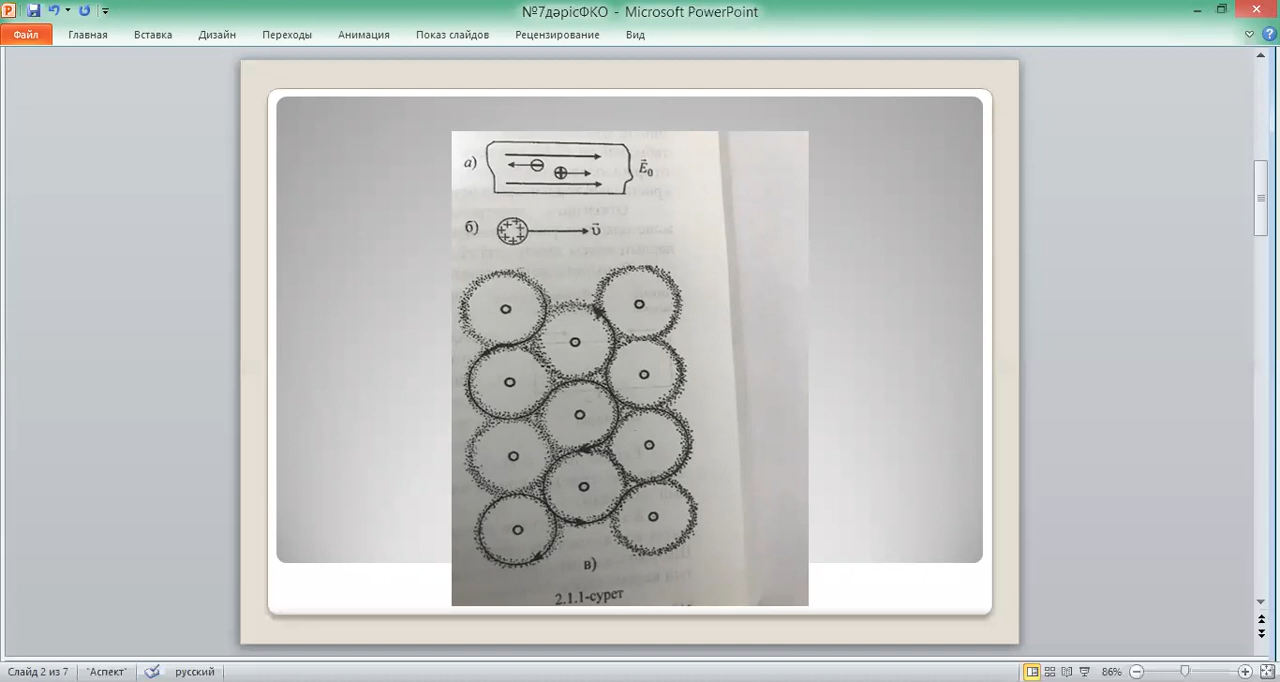 №7дәрісФКО - Microsoft PowerPoint
Файл Главная Вставка Дизайн Переходы Анимация Показ слайдов Рецензирование Вид
а) E⃗₀
б) υ⃗
в)
2.1.1-сурет
Слайд 2 из 7 "Аспект" русский 86%